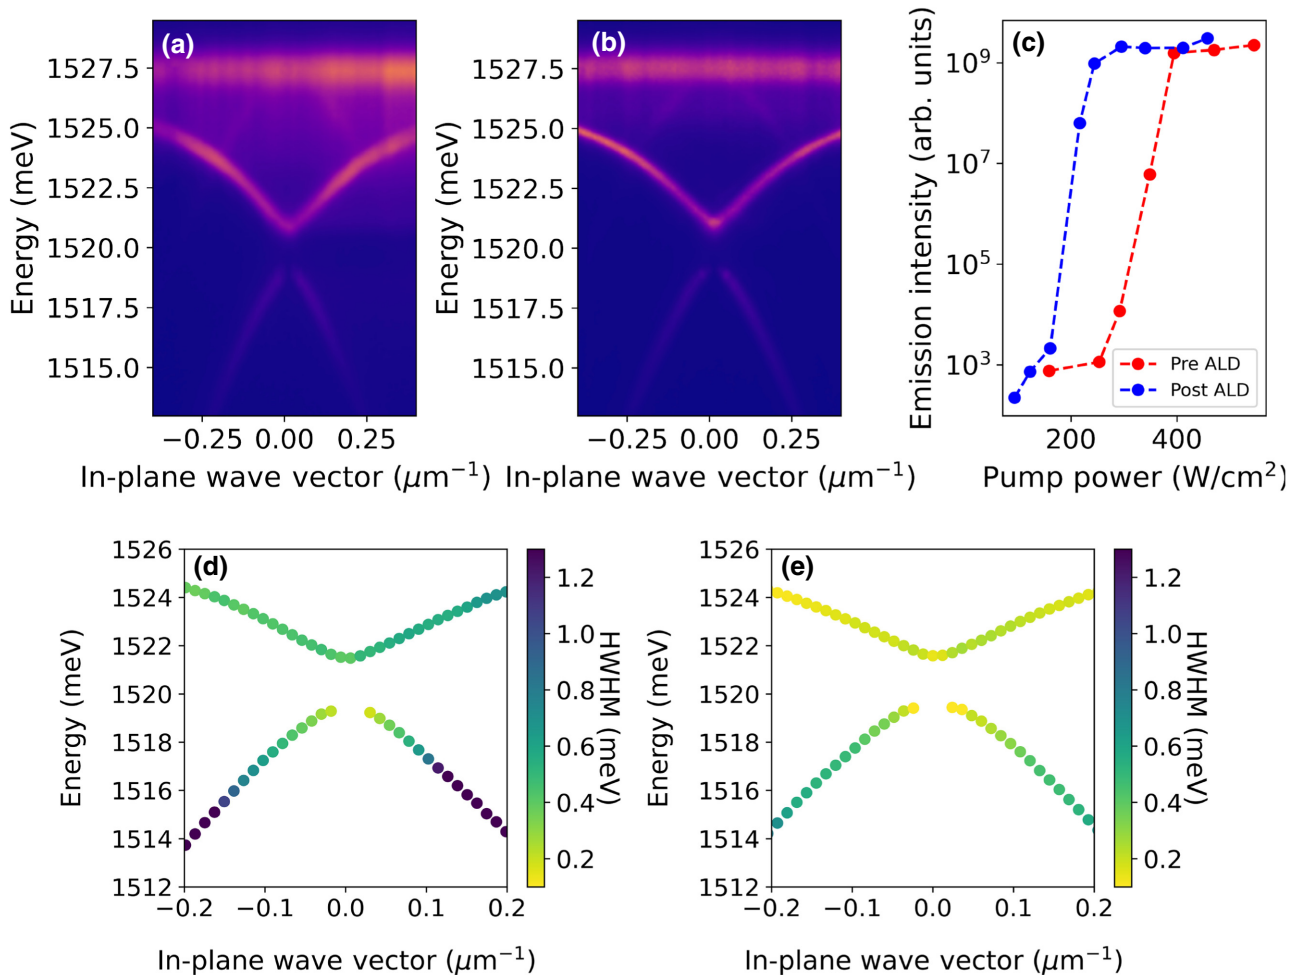 (a)
1527.5
1525.0
1522.5
1520.0
1517.5
1515.0
Energy (meV)
−0.25 0.00 0.25
In-plane wave vector (μm⁻¹)
(b)
1527.5
1525.0
1522.5
1520.0
1517.5
1515.0
Energy (meV)
−0.25 0.00 0.25
In-plane wave vector (μm⁻¹)
(c)
10⁹
10⁷
10⁵
10³
Emission intensity (arb. units)
Pre ALD
Post ALD
200 400
Pump power (W/cm²)
(d)
1526
1524
1522
1520
1518
1516
1514
1512
Energy (meV)
−0.2 −0.1 0.0 0.1 0.2
In-plane wave vector (μm⁻¹)
1.2
1.0
0.8
0.6
0.4
0.2
HWHM (meV)
(e)
1526
1524
1522
1520
1518
1516
1514
1512
Energy (meV)
−0.2 −0.1 0.0 0.1 0.2
In-plane wave vector (μm⁻¹)
1.2
1.0
0.8
0.6
0.4
0.2
HWHM (meV)